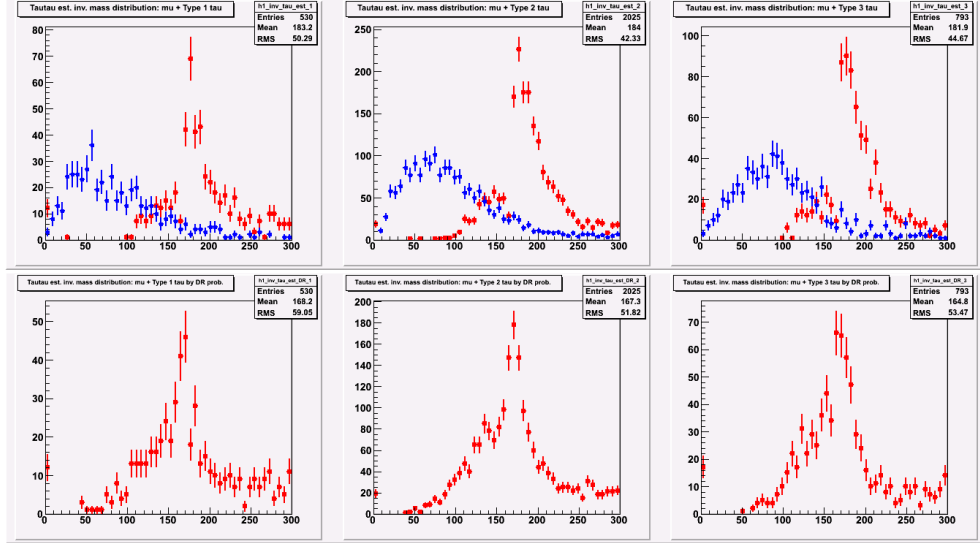 Tautau est. inv. mass distribution: mu + Type 1 tau
h1_inv_tau_est_1
Entries 530
Mean 183.2
RMS 50.29
80
70
60
50
40
30
20
10
0
0 50 100 150 200 250 300
Tautau est. inv. mass distribution: mu + Type 2 tau
h1_inv_tau_est_2
Entries 2025
Mean 184
RMS 42.33
250
200
150
100
50
0
0 50 100 150 200 250 300
Tautau est. inv. mass distribution: mu + Type 3 tau
h1_inv_tau_est_3
Entries 793
Mean 181.9
RMS 44.67
100
80
60
40
20
0
0 50 100 150 200 250 300
Tautau est. inv. mass distribution: mu + Type 1 tau by DR prob.
h1_inv_tau_est_DR_1
Entries 530
Mean 168.2
RMS 59.05
50
40
30
20
10
0
0 50 100 150 200 250 300
Tautau est. inv. mass distribution: mu + Type 2 tau by DR prob.
h1_inv_tau_est_DR_2
Entries 2025
Mean 167.3
RMS 51.82
200
180
160
140
120
100
80
60
40
20
0
0 50 100 150 200 250 300
Tautau est. inv. mass distribution: mu + Type 3 tau by DR prob.
h1_inv_tau_est_DR_3
Entries 793
Mean 164.8
RMS 53.47
70
60
50
40
30
20
10
0
0 50 100 150 200 250 300